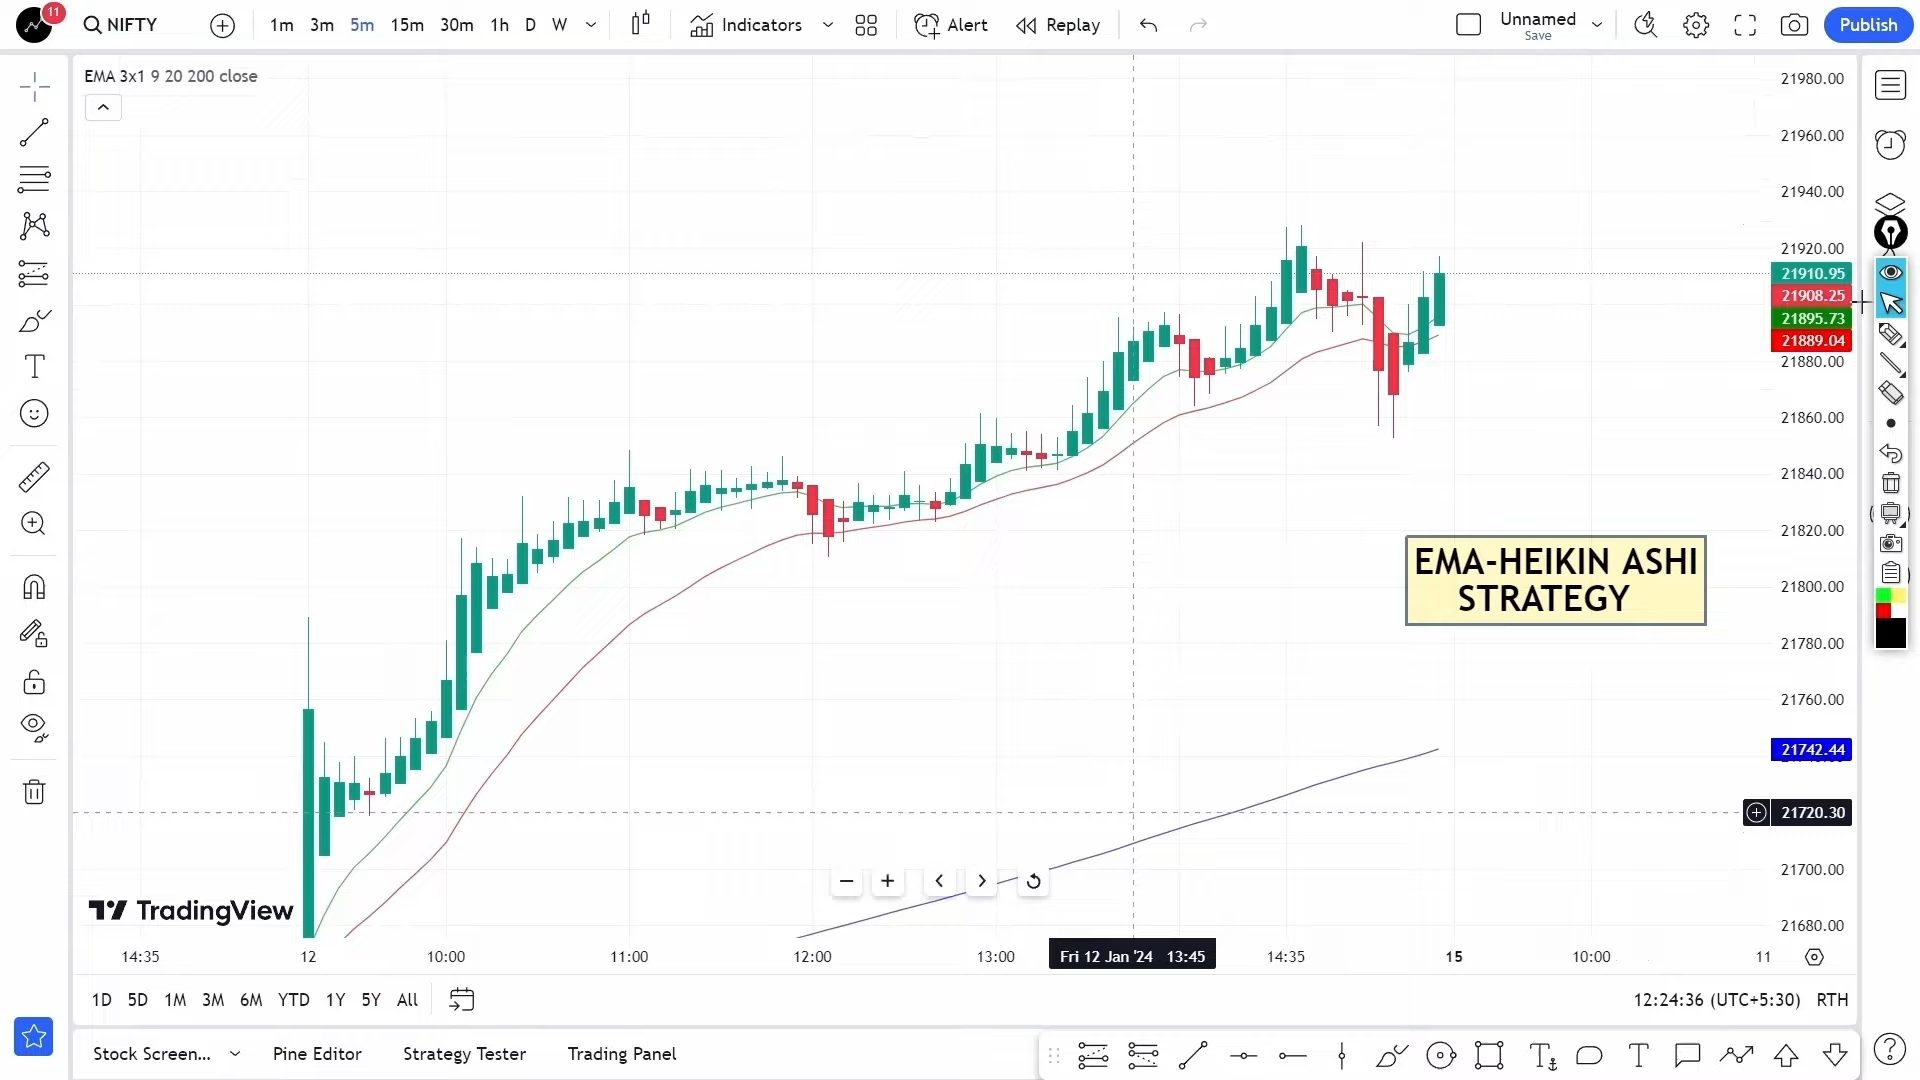 11
NIFTY
1m 3m 5m 15m 30m 1h D W
Indicators
Alert
Replay
Unnamed
Save
Publish
EMA 3x1 9 20 200 close
21980.00
21960.00
21940.00
21920.00
21910.95
21908.25
21895.73
21889.04
21880.00
21860.00
21840.00
21820.00
EMA-HEIKIN ASHI
STRATEGY
21800.00
21780.00
21760.00
21742.44
21720.30
21700.00
21680.00
TradingView
14:35 12 10:00 11:00 12:00 13:00 Fri 12 Jan '24 13:45 14:35 15 10:00 11
1D 5D 1M 3M 6M YTD 1Y 5Y All
12:24:36 (UTC+5:30) RTH
Stock Screen... Pine Editor Strategy Tester Trading Panel